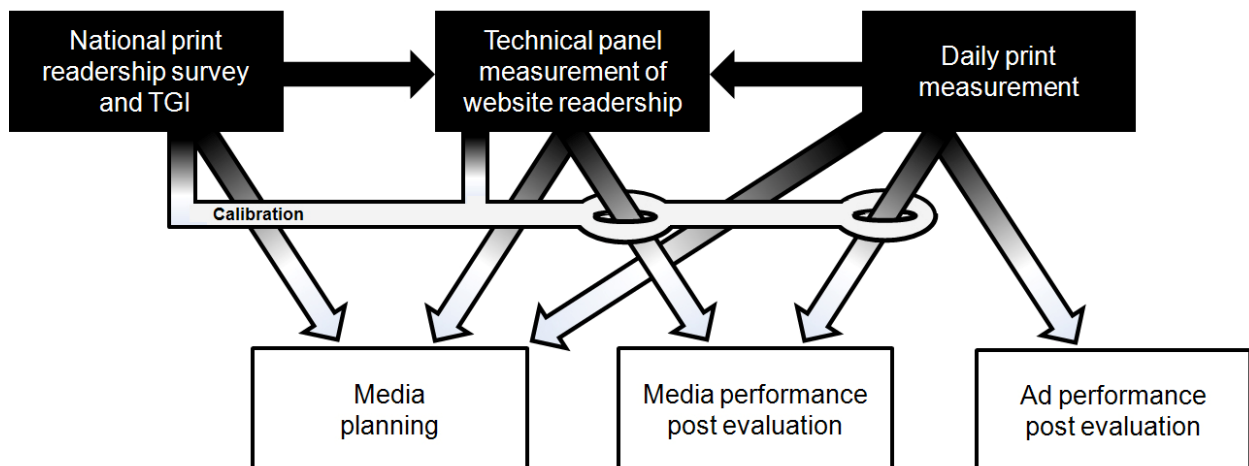 National print
readership survey
and TGI
Technical panel
measurement of
website readership
Daily print
measurement
Calibration
Media
planning
Media performance
post evaluation
Ad performance
post evaluation